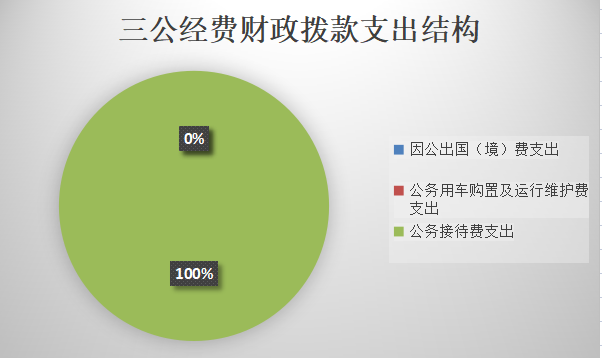 三公经费财政拨款支出结构
0%
100%
因公出国（境）费支出
公务用车购置及运行维护费
支出
公务接待费支出